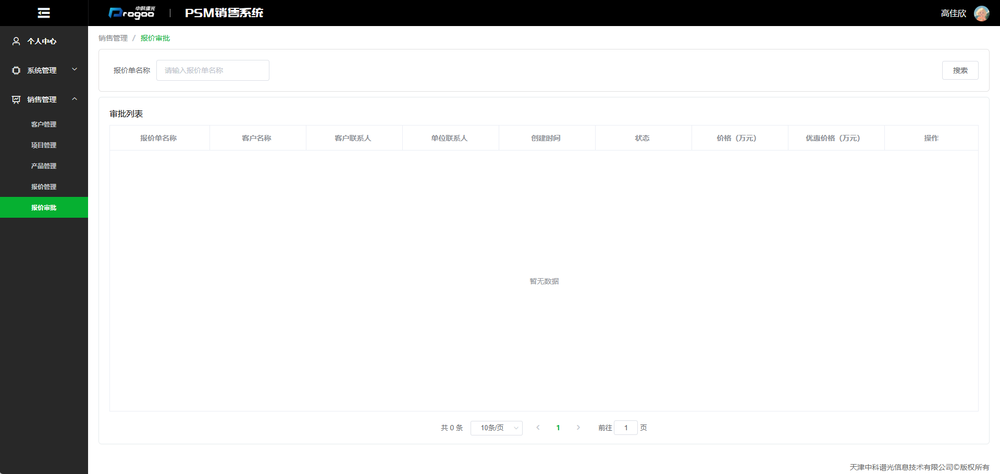 中科谱光
Progoo
PSM销售系统
高佳欣
个人中心
系统管理
销售管理
客户管理
项目管理
产品管理
报价管理
报价审批
销售管理 / 报价审批
报价单名称 请输入报价单名称 搜索
审批列表
报价单名称 客户名称 客户联系人 单位联系人 创建时间 状态 价格（万元） 优惠价格（万元） 操作
暂无数据
共 0 条 10条/页 1 前往 1 页
天津中科谱光信息技术有限公司©版权所有